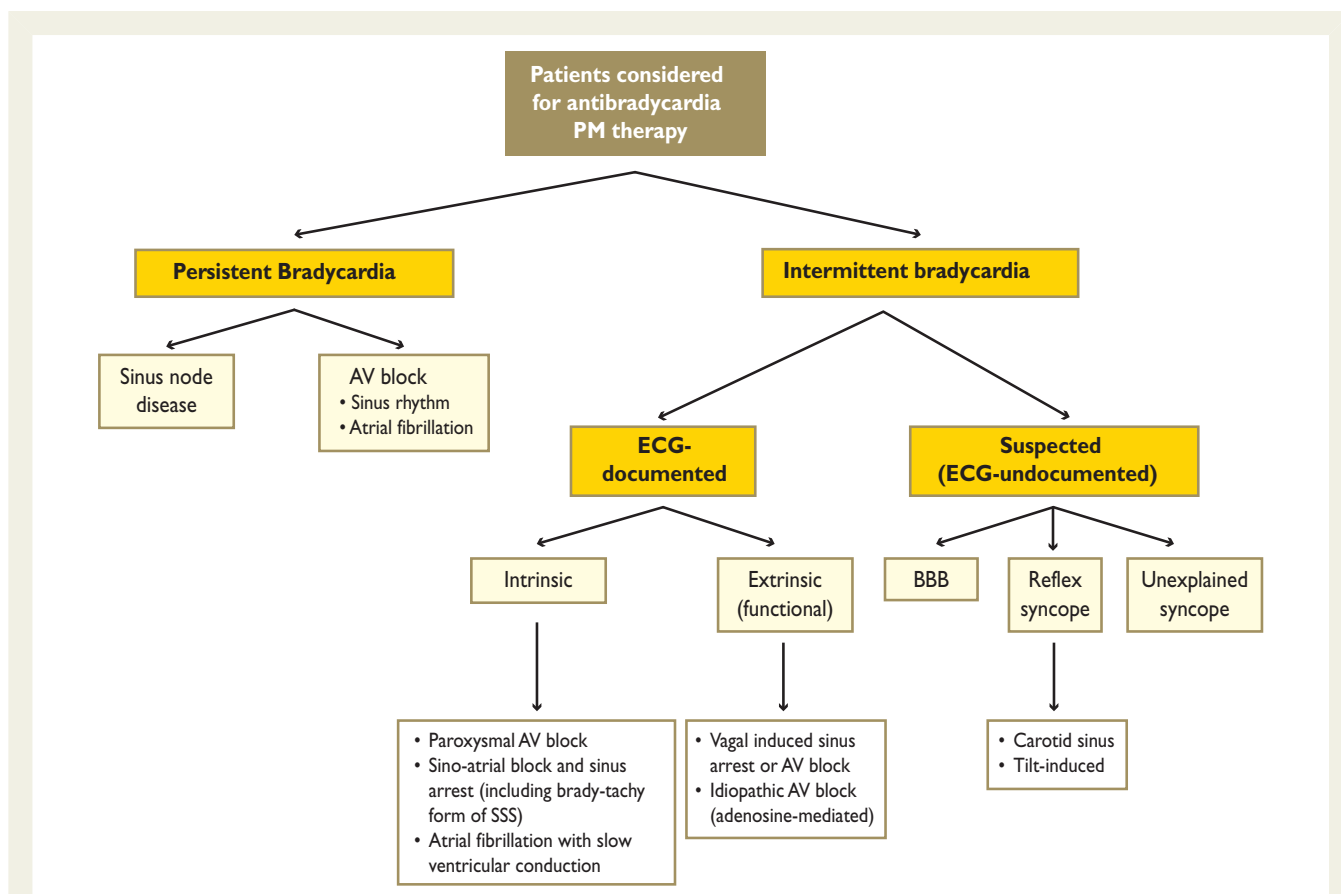 Patients considered
for antibradycardia
PM therapy
Persistent Bradycardia
Intermittent bradycardia
Sinus node
disease
AV block
• Sinus rhythm
• Atrial fibrillation
ECG-
documented
Suspected
(ECG-undocumented)
Intrinsic
Extrinsic
(functional)
BBB
Reflex
syncope
Unexplained
syncope
• Paroxysmal AV block
• Sino-atrial block and sinus
arrest (including brady-tachy
form of SSS)
• Atrial fibrillation with slow
ventricular conduction
• Vagal induced sinus
arrest or AV block
• Idiopathic AV block
(adenosine-mediated)
• Carotid sinus
• Tilt-induced